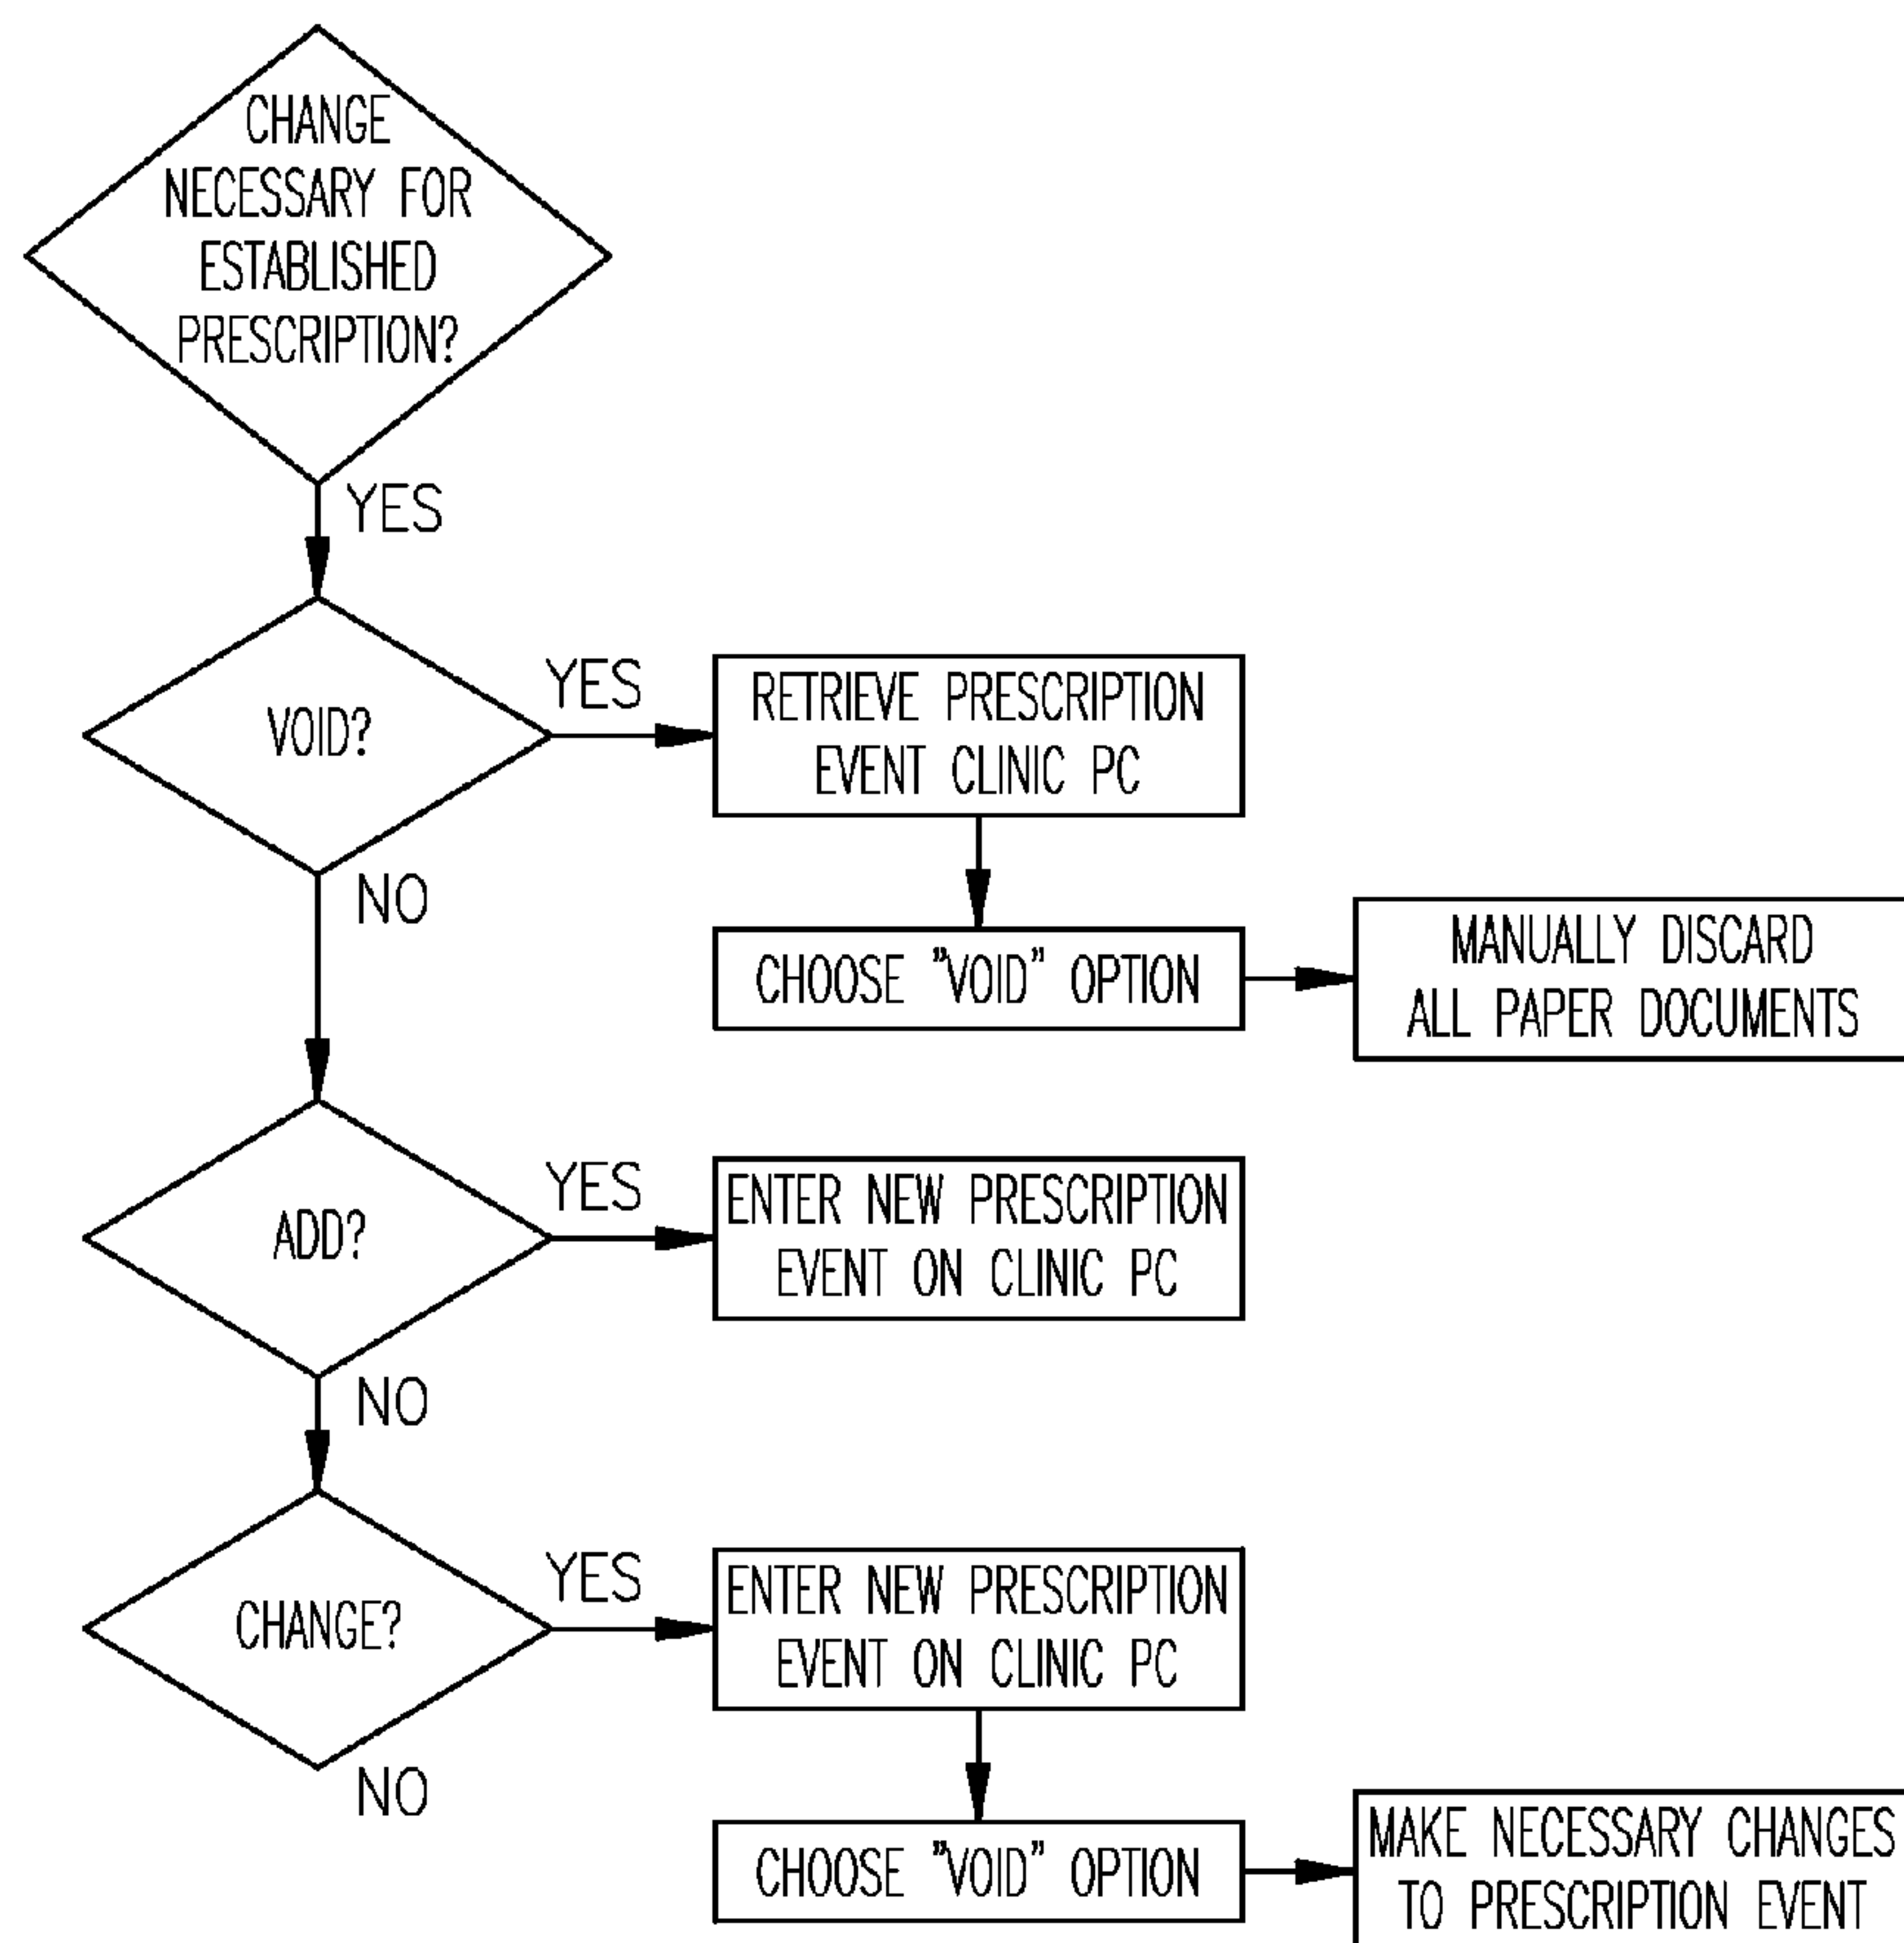 CHANGE
NECESSARY FOR
ESTABLISHED
PRESCRIPTION?
YES
VOID?
YES
RETRIEVE PRESCRIPTION
EVENT CLINIC PC
NO
CHOOSE "VOID" OPTION
MANUALLY DISCARD
ALL PAPER DOCUMENTS
ADD?
YES
ENTER NEW PRESCRIPTION
EVENT ON CLINIC PC
NO
CHANGE?
YES
ENTER NEW PRESCRIPTION
EVENT ON CLINIC PC
NO
CHOOSE "VOID" OPTION
MAKE NECESSARY CHANGES
TO PRESCRIPTION EVENT